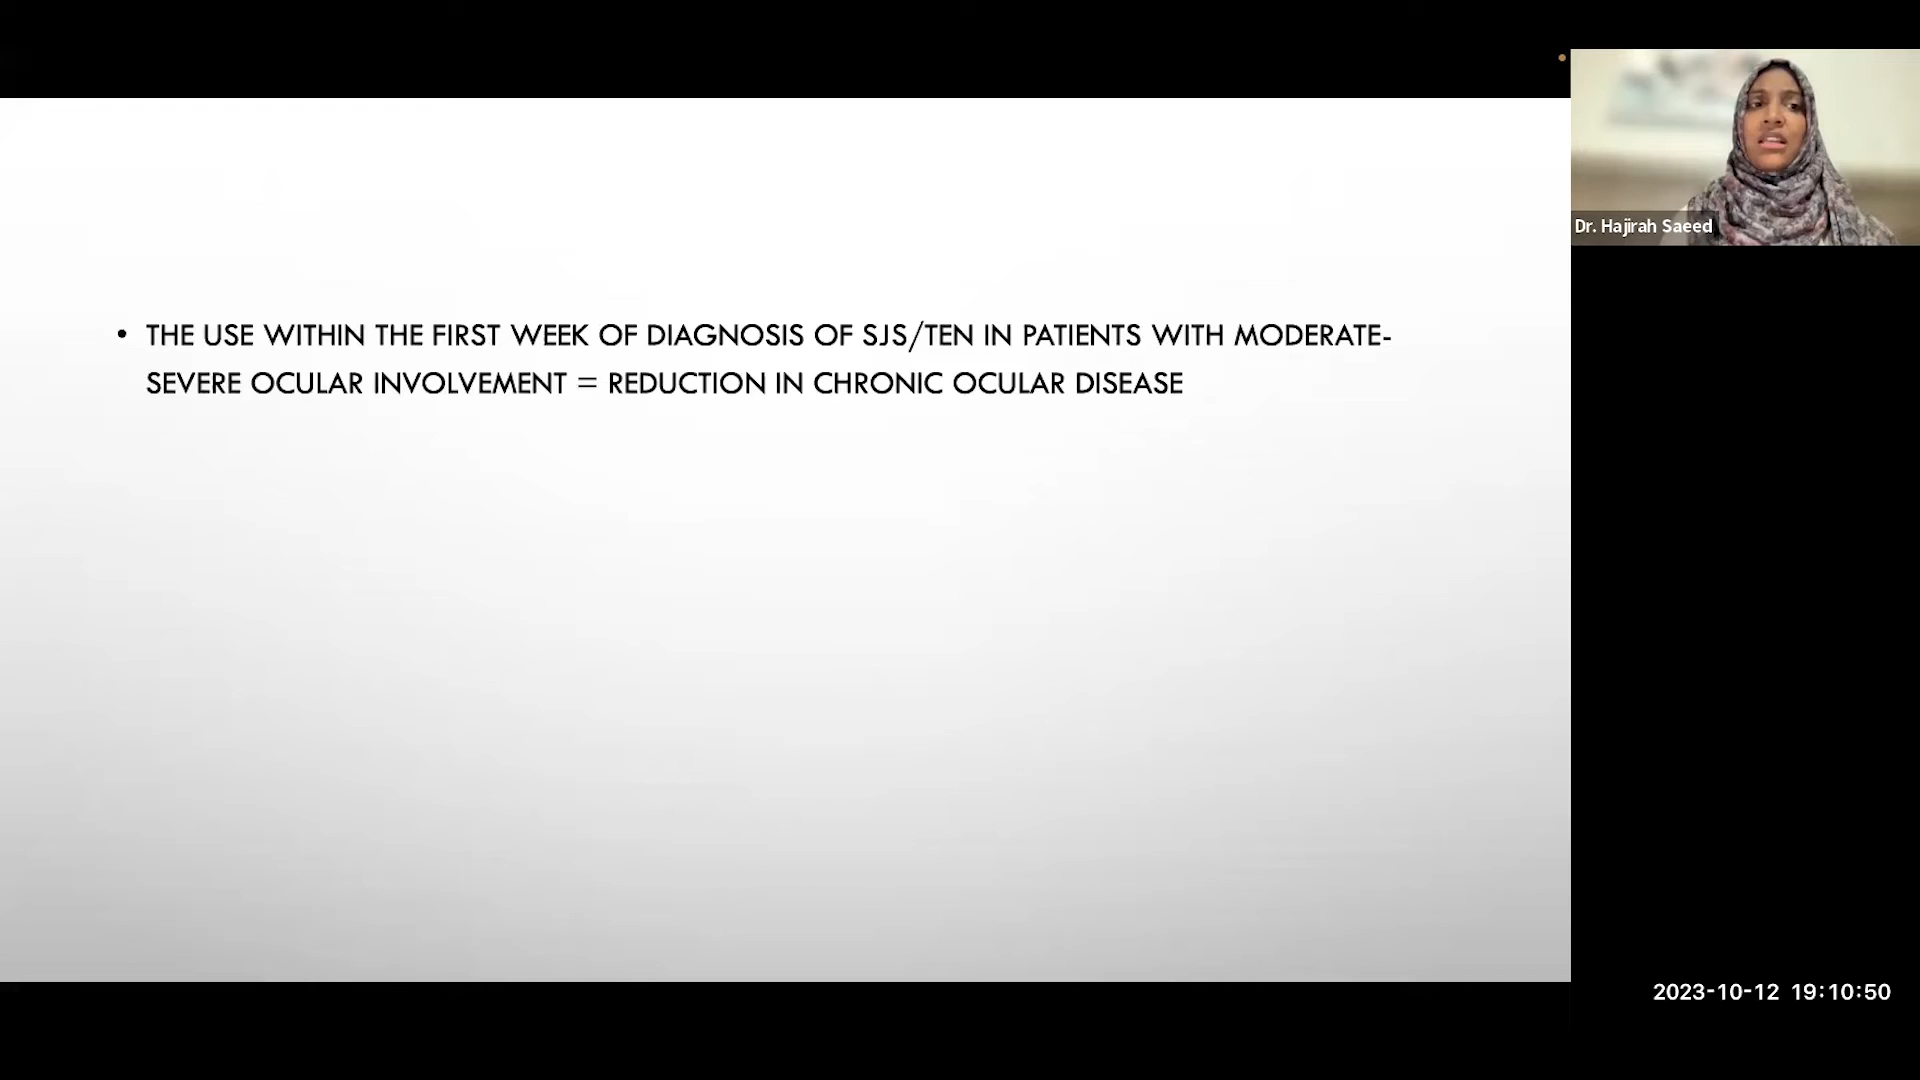 • THE USE WITHIN THE FIRST WEEK OF DIAGNOSIS OF SJS/TEN IN PATIENTS WITH MODERATE-
SEVERE OCULAR INVOLVEMENT = REDUCTION IN CHRONIC OCULAR DISEASE
Dr. Hajirah Saeed
2023-10-12 19:10:50